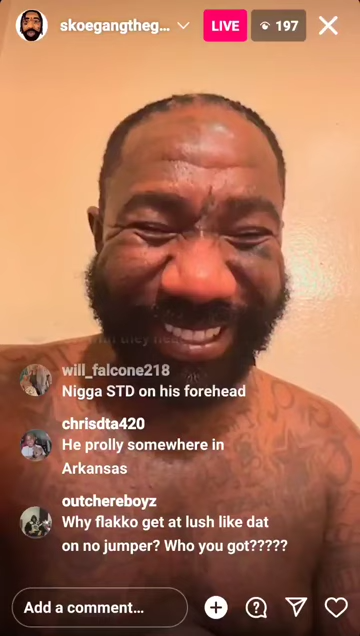 skoegangtheg...
LIVE
197
will_falcone218
Nigga STD on his forehead
chrisdta420
He prolly somewhere in
Arkansas
outchereboyz
Why flakko get at lush like dat
on no jumper? Who you got?????
Add a comment...